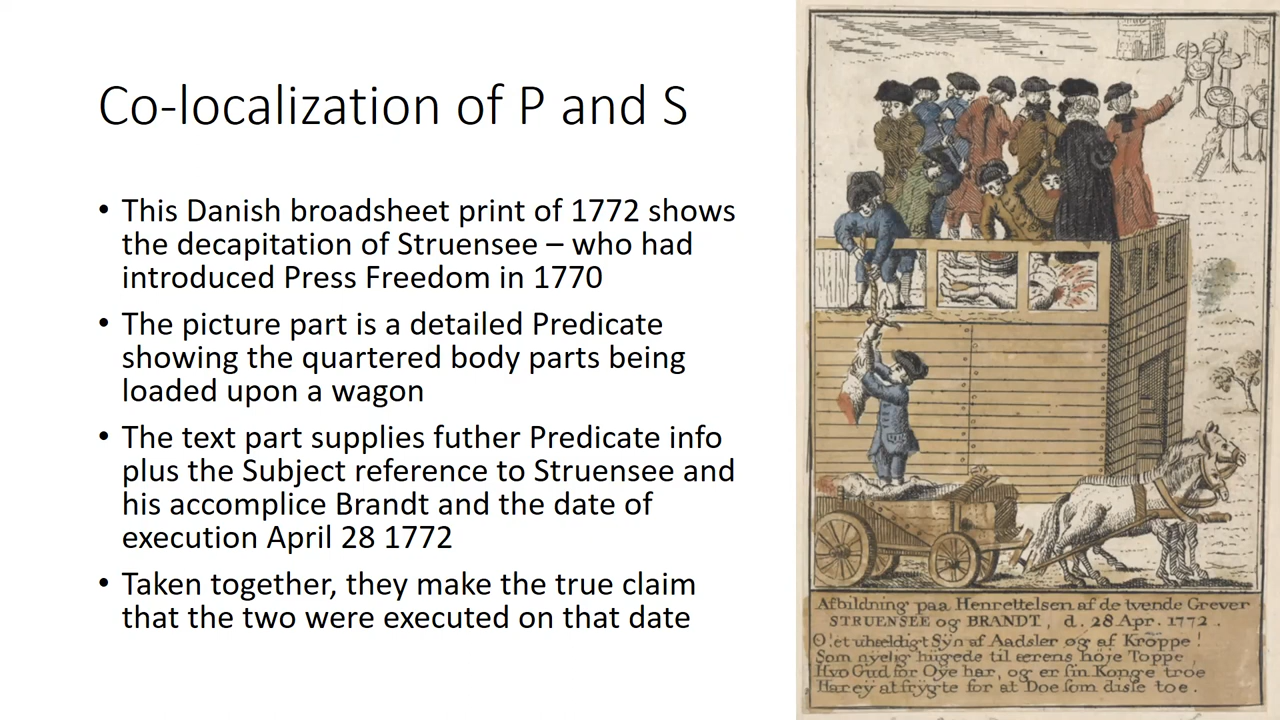 Co-localization of P and S
• This Danish broadsheet print of 1772 shows
the decapitation of Struensee – who had
introduced Press Freedom in 1770
• The picture part is a detailed Predicate
showing the quartered body parts being
loaded upon a wagon
• The text part supplies futher Predicate info
plus the Subject reference to Struensee and
his accomplice Brandt and the date of
execution April 28 1772
• Taken together, they make the true claim
that the two were executed on that date
Afbildning paa Henrettelsen af de tvende Grever
STRUENSEE og BRANDT, d. 28 Apr. 1772.
O! et uheldigt Syn af Aadsler og af Kroppe!
Som nyelig hiigede til ærens höje Toppe,
Hvo Gud for Oye har, og er sin Konge troe
Har ey at frygte for at Doe som disse toe.